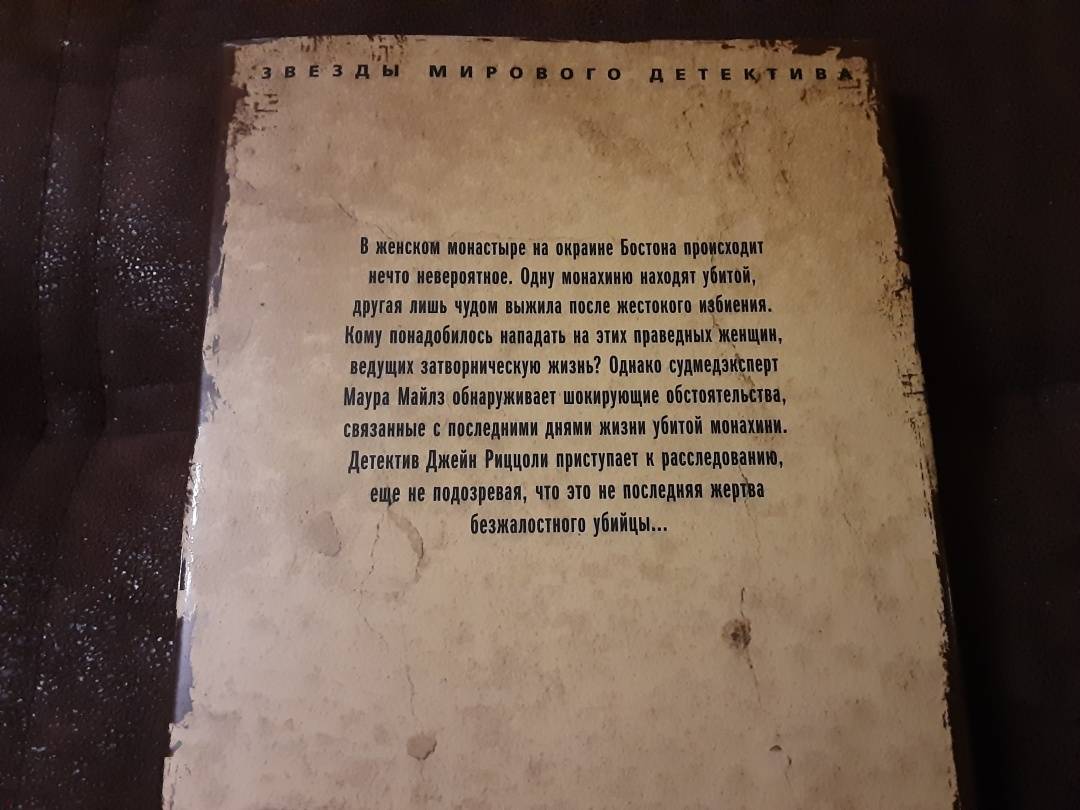 ЗВЕЗДЫ МИРОВОГО ДЕТЕКТИВА
В женском монастыре на окраине Бостона происходит
нечто невероятное. Одну монахиню находят убитой,
другая лишь чудом выжила после жестокого избиения.
Кому понадобилось нападать на этих праведных женщин,
ведущих затворническую жизнь? Однако судмедэксперт
Маура Майлз обнаруживает шокирующие обстоятельства,
связанные с последними днями жизни убитой монахини.
Детектив Джейн Риццоли приступает к расследованию,
еще не подозревая, что это не последняя жертва
безжалостного убийцы...